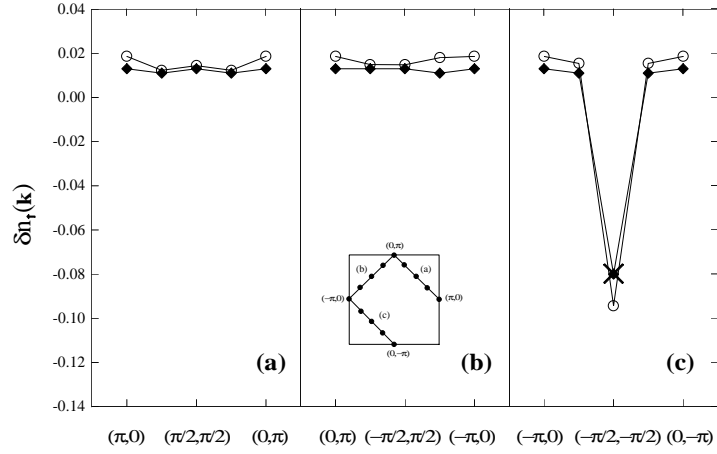 0.04
0.02
0.00
-0.02
-0.04
-0.06
-0.08
-0.10
-0.12
-0.14
δn↑(k)
(a)
(b)
(c)
(0,π)
(b)
(a)
(−π,0)
(π,0)
(c)
(0,−π)
(π,0) (π/2,π/2) (0,π)
(0,π) (−π/2,π/2) (−π,0)
(−π,0) (−π/2,−π/2) (0,−π)